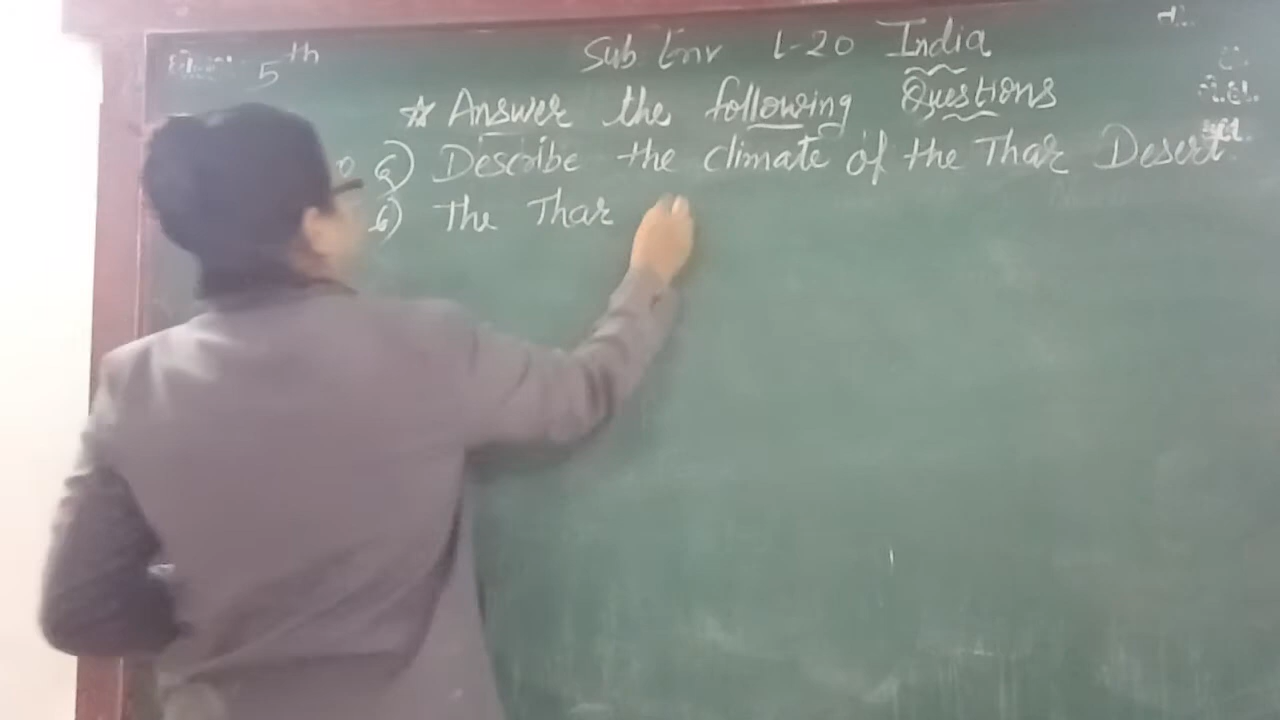 5th
Sub Env L-20 India
☆ Answer the following Questions
a) Describe the climate of the Thar Desert
b) The Thar